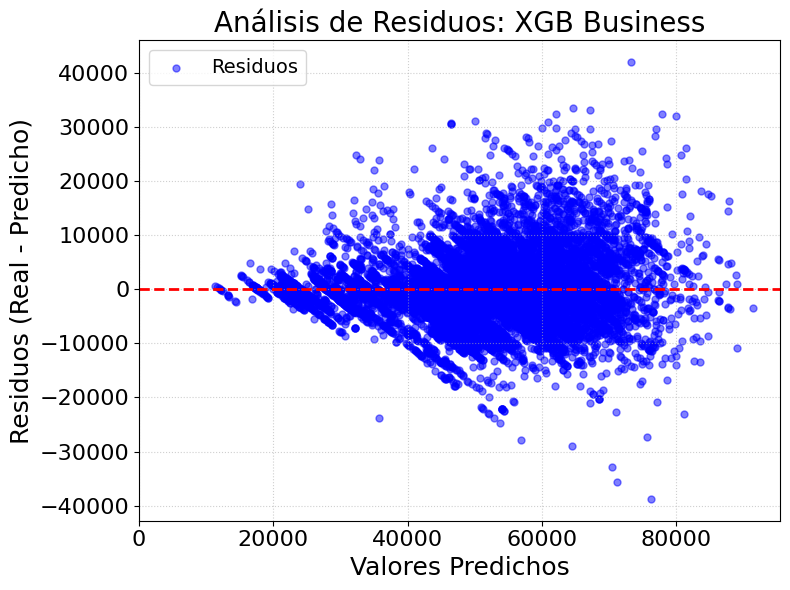 Análisis de Residuos: XGB Business
Residuos
Residuos (Real - Predicho)
40000
30000
20000
10000
0
−10000
−20000
−30000
−40000
0 20000 40000 60000 80000
Valores Predichos